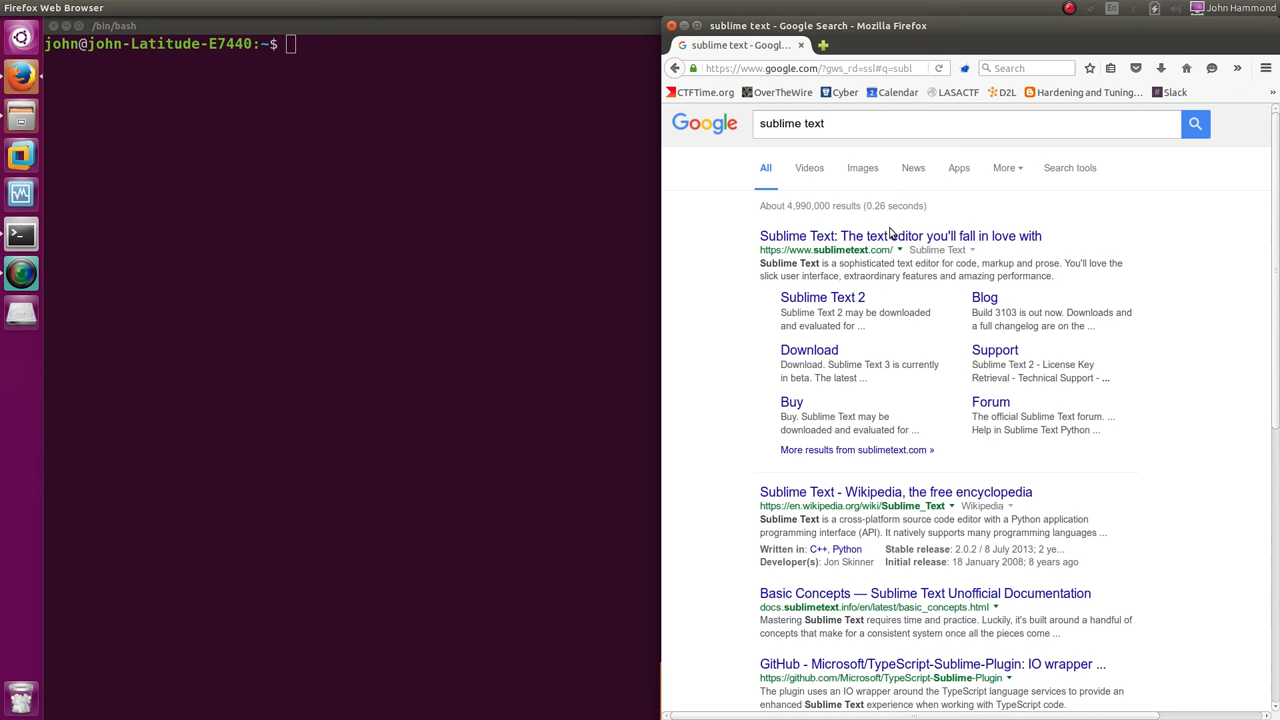 Firefox Web Browser
En
John Hammond
/bin/bash
john@john-Latitude-E7440:~$
sublime text - Google Search - Mozilla Firefox
sublime text - Googl...
https://www.google.com/?gws_rd=ssl#q=subl
Search
CTFTime.org OverTheWire Cyber Calendar LASACTF D2L Hardening and Tuning... Slack
Google
sublime text
All Videos Images News Apps More Search tools
About 4,990,000 results (0.26 seconds)
Sublime Text: The text editor you'll fall in love with
https://www.sublimetext.com/ Sublime Text
Sublime Text is a sophisticated text editor for code, markup and prose. You'll love the
slick user interface, extraordinary features and amazing performance.
Sublime Text 2
Sublime Text 2 may be downloaded
and evaluated for ...
Blog
Build 3103 is out now. Downloads and
a full changelog are on the ...
Download
Download. Sublime Text 3 is currently
in beta. The latest ...
Support
Sublime Text 2 - License Key
Retrieval - Technical Support - ...
Buy
Buy. Sublime Text may be
downloaded and evaluated for ...
Forum
The official Sublime Text forum. ...
Help in Sublime Text Python ...
More results from sublimetext.com »
Sublime Text - Wikipedia, the free encyclopedia
https://en.wikipedia.org/wiki/Sublime_Text Wikipedia
Sublime Text is a cross-platform source code editor with a Python application
programming interface (API). It natively supports many programming languages ...
Written in: C++, Python Stable release: 2.0.2 / 8 July 2013; 2 ye...
Developer(s): Jon Skinner Initial release: 18 January 2008; 8 years ago
Basic Concepts — Sublime Text Unofficial Documentation
docs.sublimetext.info/en/latest/basic_concepts.html
Mastering Sublime Text requires time and practice. Luckily, it's built around a handful of
concepts that make for a consistent system once all the pieces come ...
GitHub - Microsoft/TypeScript-Sublime-Plugin: IO wrapper ...
https://github.com/Microsoft/TypeScript-Sublime-Plugin
The plugin uses an IO wrapper around the TypeScript language services to provide an
enhanced Sublime Text experience when working with TypeScript code.